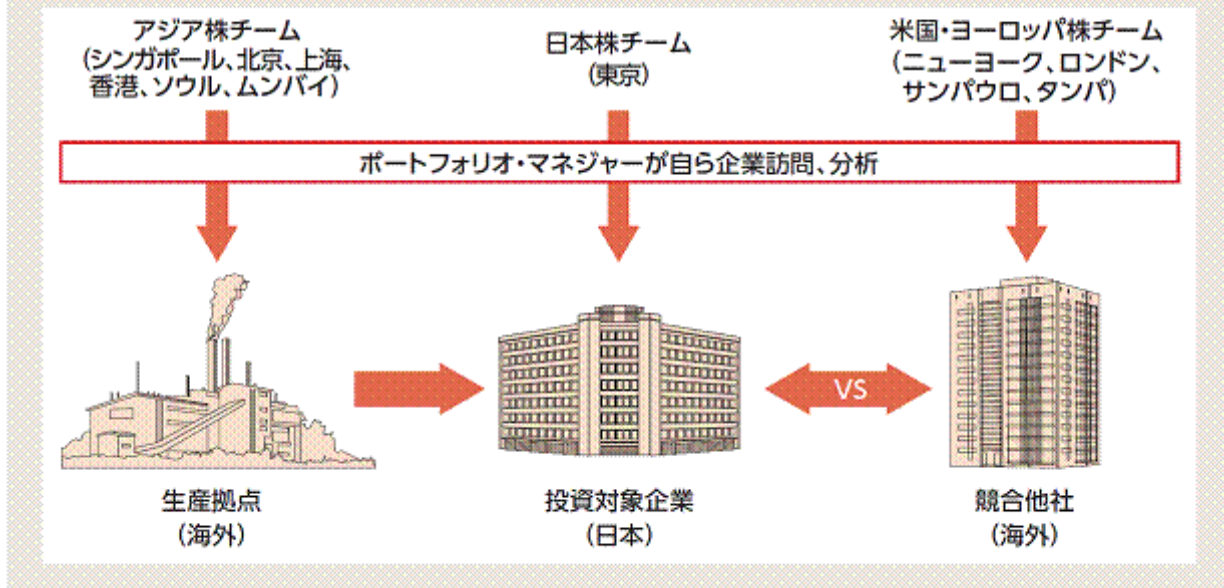 アジア株チーム
(シンガポール、北京、上海、
香港、ソウル、ムンバイ)
日本株チーム
(東京)
米国・ヨーロッパ株チーム
(ニューヨーク、ロンドン、
サンパウロ、タンパ)
ポートフォリオ・マネジャーが自ら企業訪問、分析
VS
生産拠点
(海外)
投資対象企業
(日本)
競合他社
(海外)